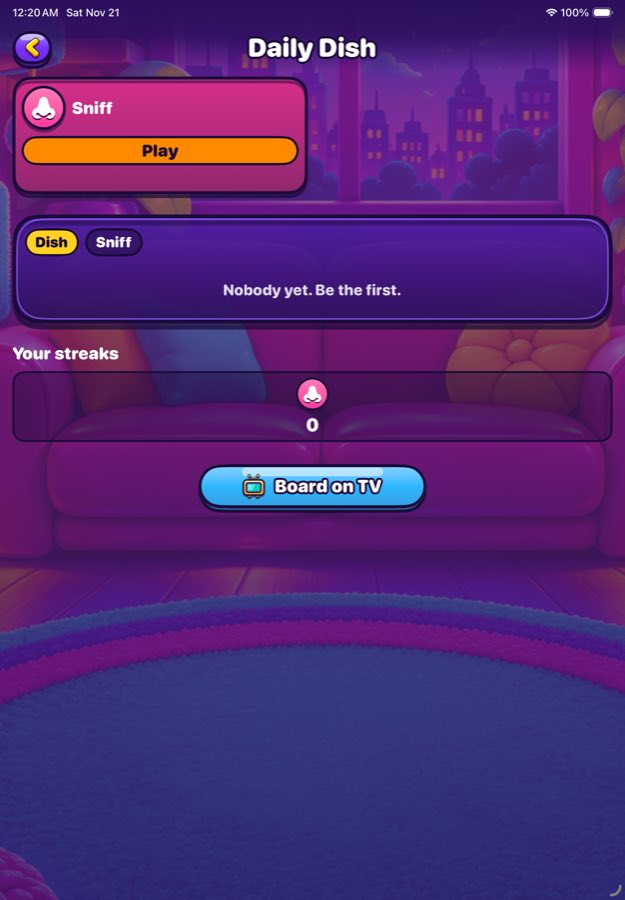 12:20 AM Sat Nov 21
100%
Daily Dish
Sniff
Play
Dish Sniff
Nobody yet. Be the first.
Your streaks
0
Board on TV